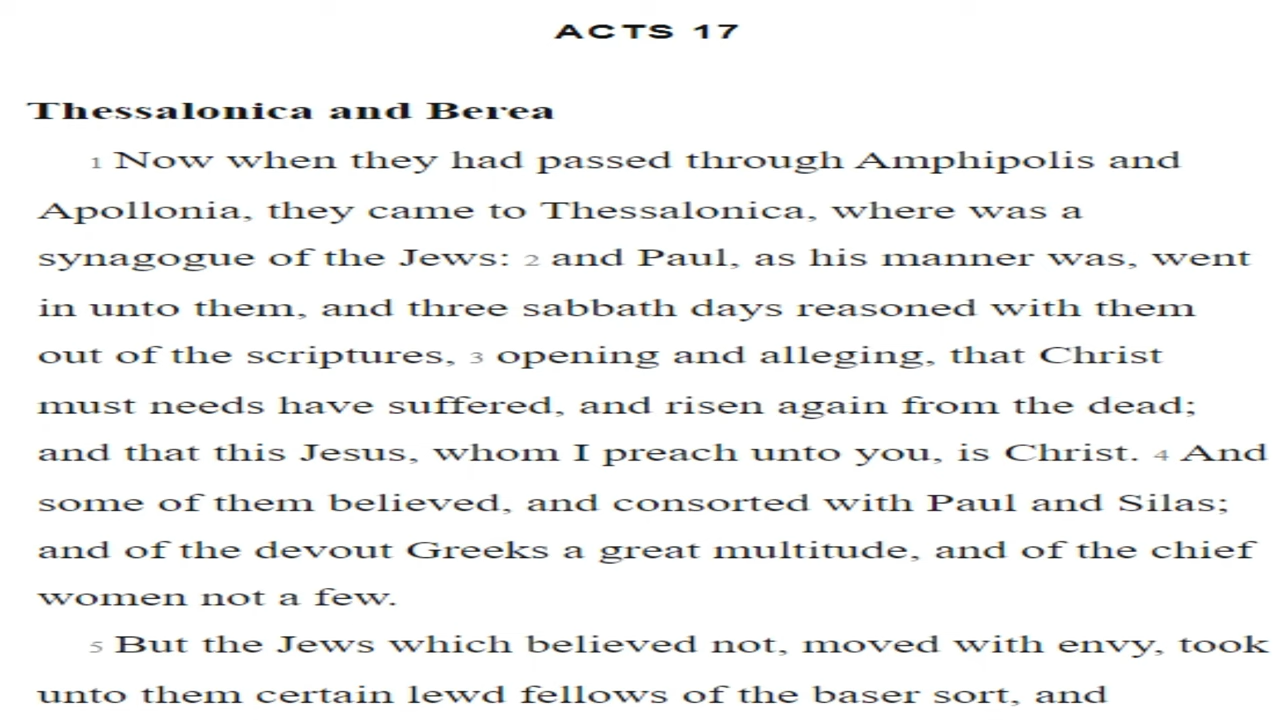 ACTS 17
Thessalonica and Berea
1 Now when they had passed through Amphipolis and
Apollonia, they came to Thessalonica, where was a
synagogue of the Jews: 2 and Paul, as his manner was, went
in unto them, and three sabbath days reasoned with them
out of the scriptures, 3 opening and alleging, that Christ
must needs have suffered, and risen again from the dead;
and that this Jesus, whom I preach unto you, is Christ. 4 And
some of them believed, and consorted with Paul and Silas;
and of the devout Greeks a great multitude, and of the chief
women not a few.
5 But the Jews which believed not, moved with envy, took
unto them certain lewd fellows of the baser sort, and